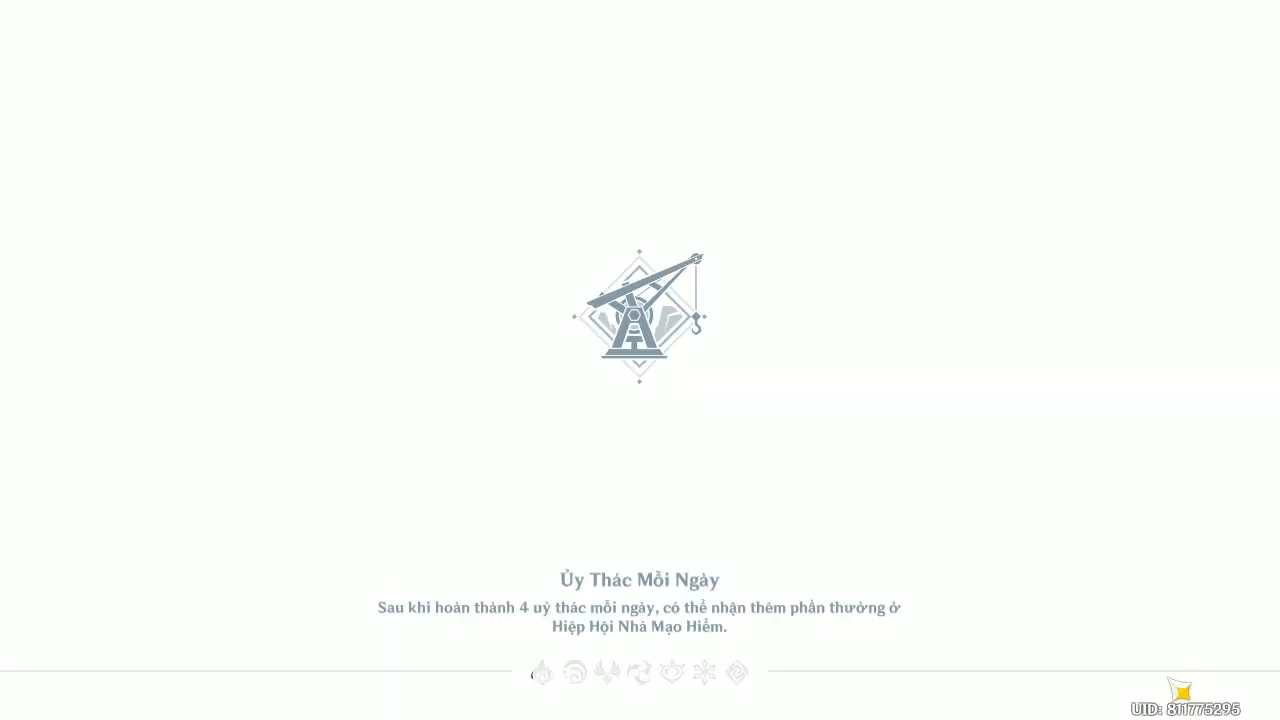 Ủy Thác Mỗi Ngày
Sau khi hoàn thành 4 uỷ thác mỗi ngày, có thể nhận thêm phần thưởng ở
Hiệp Hội Nhà Mạo Hiểm.
UID: 811775295